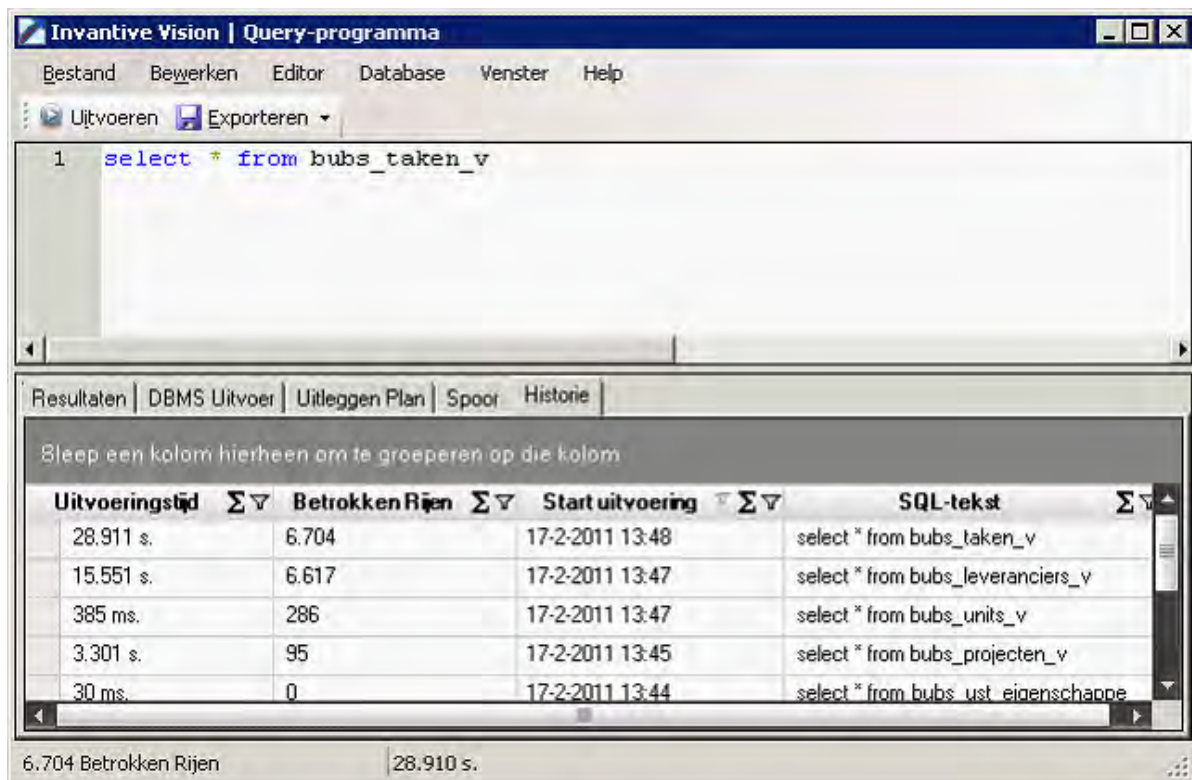 Invantive Vision | Query-programma
Bestand Bewerken Editor Database Venster Help
Uitvoeren Exporteren
1 select * from bubs_taken_v
Resultaten DBMS Uitvoer Uitleggen Plan Spoor Historie
Sleep een kolom hierheen om te groeperen op die kolom
Uitvoeringstijd Σ Betrokken Rijen Σ Start uitvoering Σ SQL-tekst Σ
28.911 s. 6.704 17-2-2011 13:48 select * from bubs_taken_v
15.551 s. 6.617 17-2-2011 13:47 select * from bubs_leveranciers_v
385 ms. 286 17-2-2011 13:47 select * from bubs_units_v
3.301 s. 95 17-2-2011 13:45 select * from bubs_projecten_v
30 ms. 0 17-2-2011 13:44 select * from bubs_ust_eigenschappe
6.704 Betrokken Rijen 28.910 s.